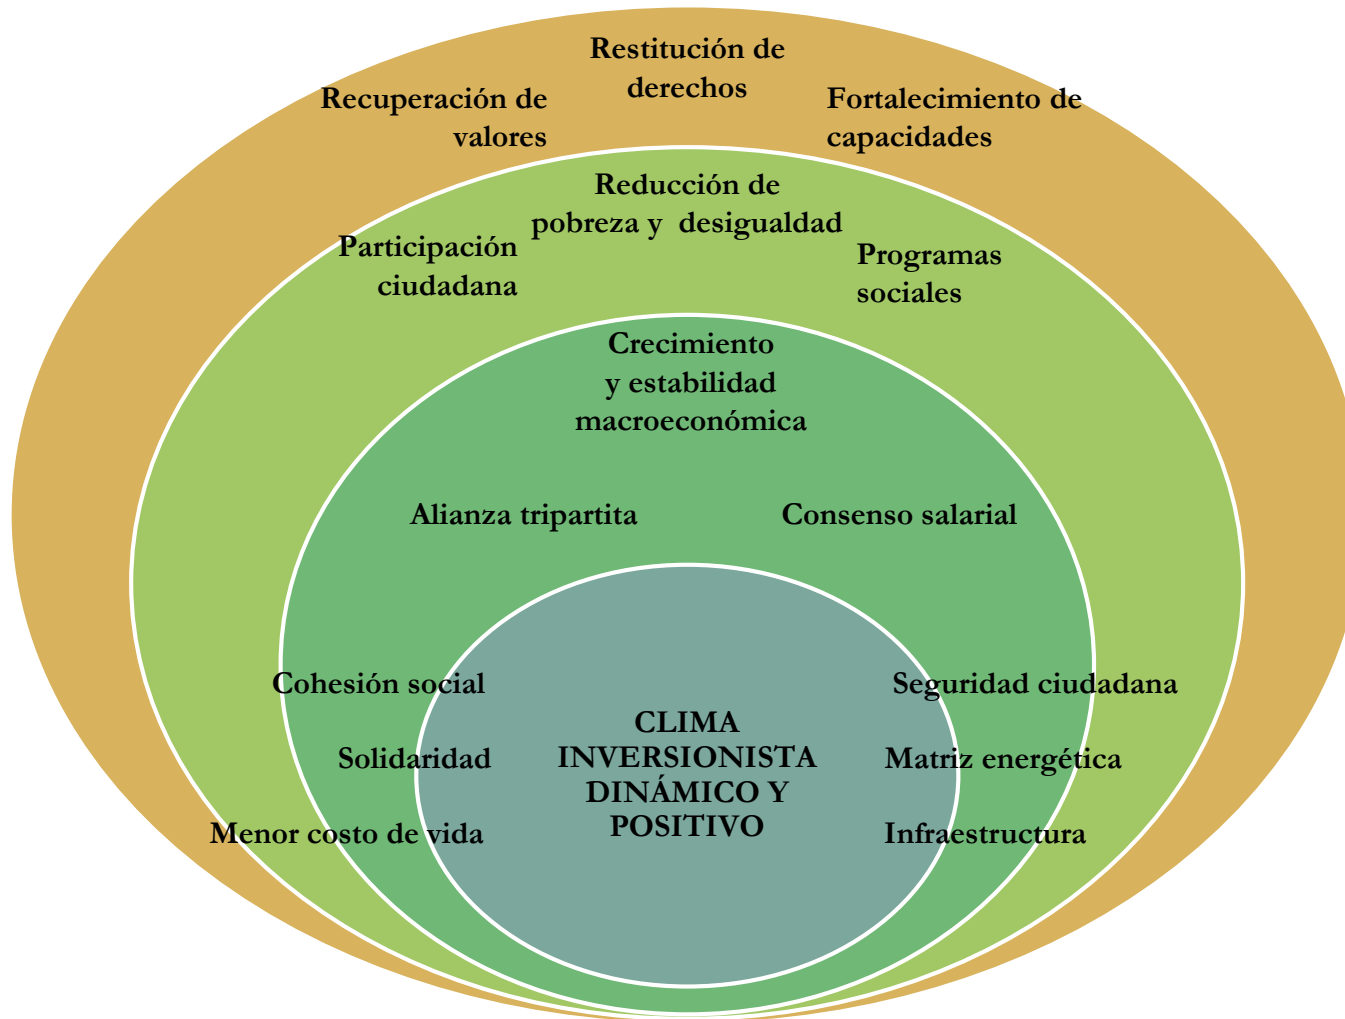 Restitución de
derechos
Recuperación de
valores
Fortalecimiento de
capacidades
Reducción de
pobreza y  desigualdad
Participación
ciudadana
Programas
sociales
Crecimiento
y estabilidad
macroeconómica
Alianza tripartita
Consenso salarial
Cohesión social
Solidaridad
Menor costo de vida
CLIMA
INVERSIONISTA
DINÁMICO Y
POSITIVO
Seguridad ciudadana
Matriz energética
Infraestructura